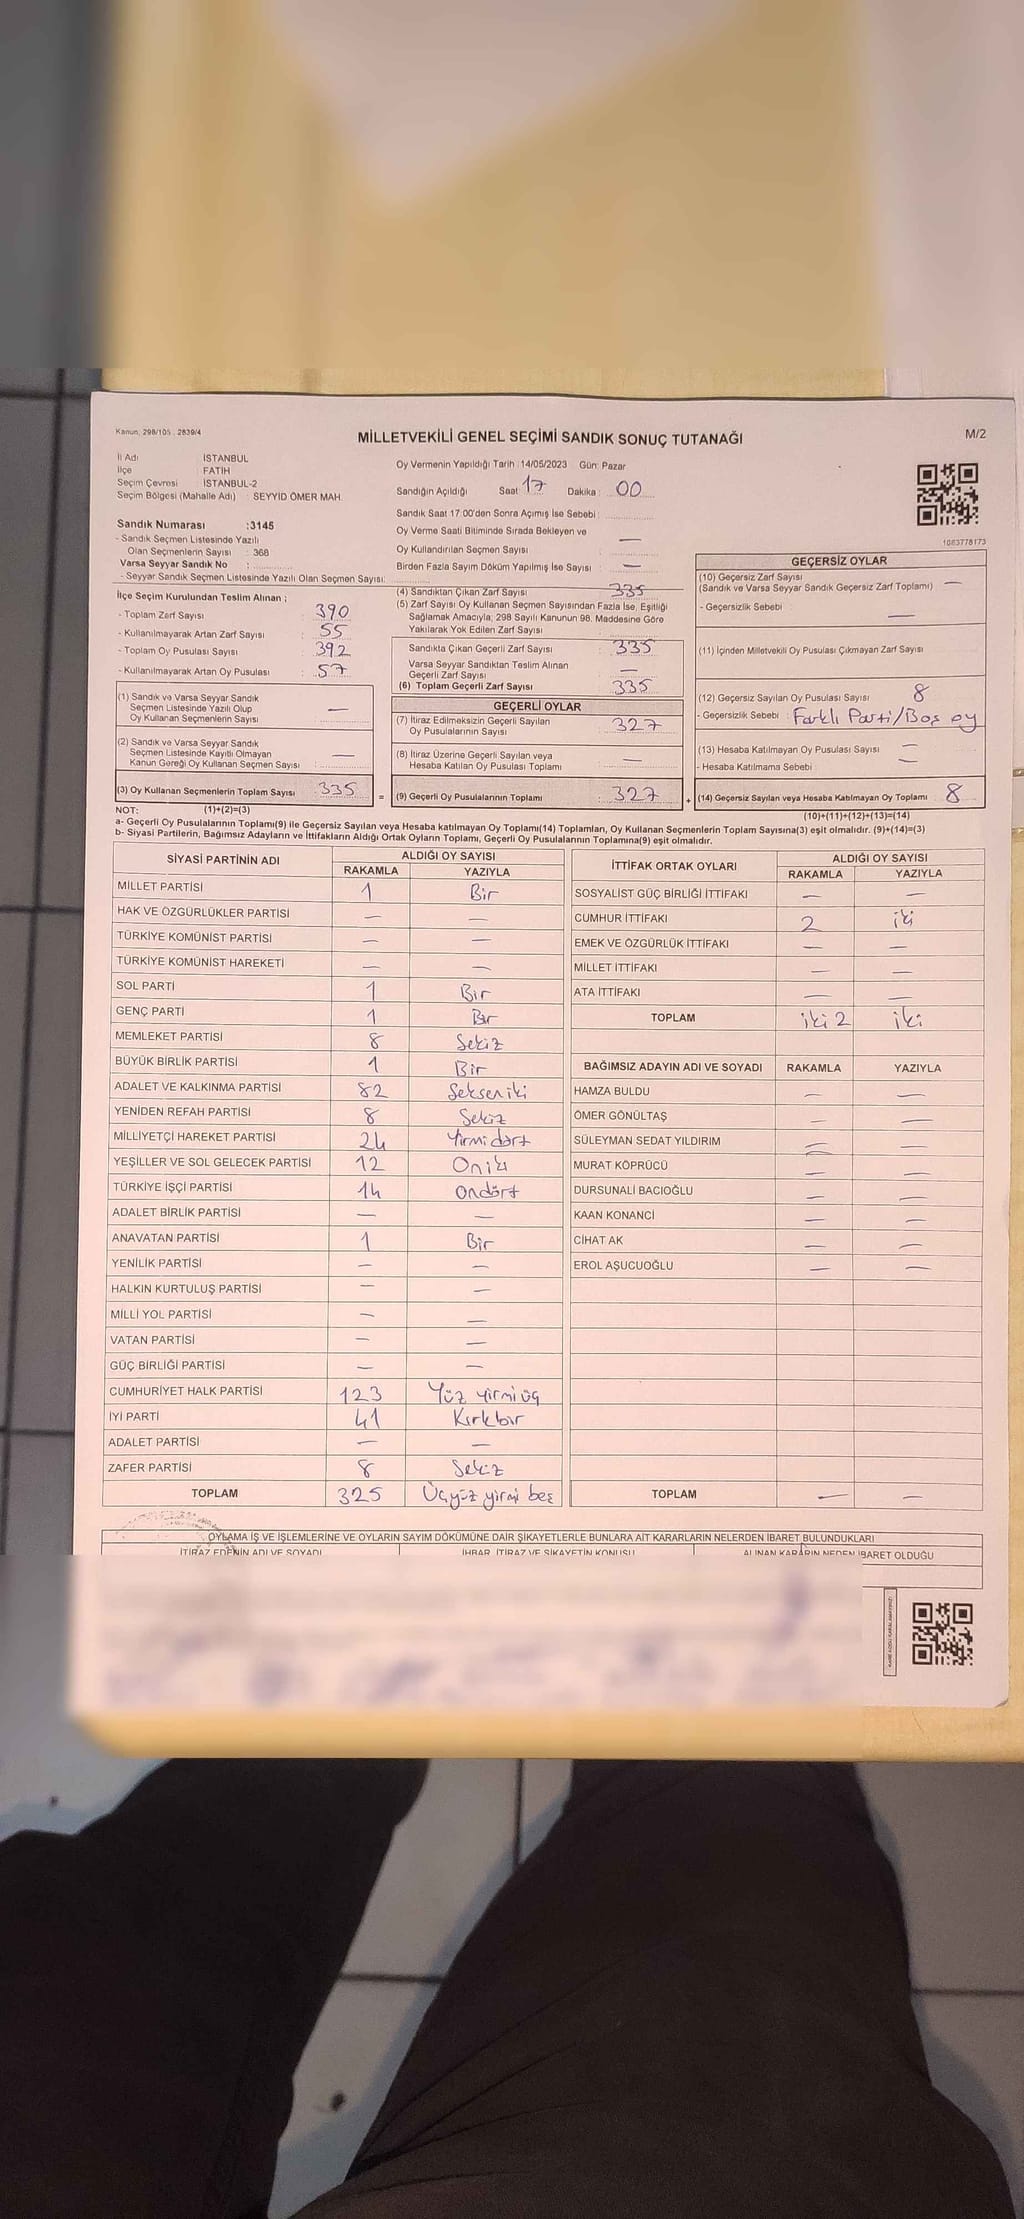 Kanun, 298/105 . 2839/4
MİLLETVEKİLİ GENEL SEÇİMİ SANDIK SONUÇ TUTANAĞI
M/2
İl Adı İSTANBUL
İlçe FATİH
Seçim Çevresi : İSTANBUL-2
Seçim Bölgesi (Mahalle Adı) : SEYYİD ÖMER MAH.
Sandık Numarası :3145
- Sandık Seçmen Listesinde Yazılı
Olan Seçmenlerin Sayısı : 368
Varsa Seyyar Sandık No :
- Seyyar Sandık Seçmen Listesinde Yazılı Olan Seçmen Sayısı:
İlçe Seçim Kurulundan Teslim Alınan ;
- Toplam Zarf Sayısı 390
- Kullanılmayarak Artan Zarf Sayısı 55
- Toplam Oy Pusulası Sayısı 392
- Kullanılmayarak Artan Oy Pusulası 57
(1) Sandık ve Varsa Seyyar Sandık
Seçmen Listesinde Yazılı Olup
Oy Kullanan Seçmenlerin Sayısı —
(2) Sandık ve Varsa Seyyar Sandık
Seçmen Listesinde Kayıtlı Olmayan
Kanun Gereği Oy Kullanan Seçmen Sayısı —
(3) Oy Kullanan Seçmenlerin Toplam Sayısı 335 =
Oy Vermenin Yapıldığı Tarih :14/05/2023 Gün: Pazar
Sandığın Açıldığı Saat 17 Dakika : 00
Sandık Saat 17:00'den Sonra Açımış İse Sebebi :
Oy Verme Saati Bitiminde Sırada Bekleyen ve
Oy Kullandırılan Seçmen Sayısı : —
Birden Fazla Sayım Döküm Yapılmış İse Sayısı : —
(4) Sandıktan Çıkan Zarf Sayısı : 335
(5) Zarf Sayısı Oy Kullanan Seçmen Sayısından Fazla İse, Eşitliği
Sağlamak Amacıyla, 298 Sayılı Kanunun 98. Maddesine Göre
Yakılarak Yok Edilen Zarf Sayısı :
Sandıkta Çıkan Geçerli Zarf Sayısı : 335
Varsa Seyyar Sandıktan Teslim Alınan
Geçerli Zarf Sayısı : —
(6) Toplam Geçerli Zarf Sayısı : 335
GEÇERLİ OYLAR
(7) İtiraz Edilmeksizin Geçerli Sayılan
Oy Pusulalarının Sayısı : 327
(8) İtiraz Üzerine Geçerli Sayılan veya
Hesaba Katılan Oy Pusulası Toplamı : —
(9) Geçerli Oy Pusulalarının Toplamı : 327 +
1083778173
GEÇERSİZ OYLAR
(10) Geçersiz Zarf Sayısı
(Sandık ve Varsa Seyyar Sandık Geçersiz Zarf Toplamı) —
- Geçersizlik Sebebi : —
(11) İçinden Milletvekili Oy Pusulası Çıkmayan Zarf Sayısı
(12) Geçersiz Sayılan Oy Pusulası Sayısı 8
- Geçersizlik Sebebi : Farklı Parti/Boş oy
(13) Hesaba Katılmayan Oy Pusulası Sayısı —
- Hesaba Katılmama Sebebi : —
(14) Geçersiz Sayılan veya Hesaba Katılmayan Oy Toplamı 8
NOT: (1)+(2)=(3)
(10)+(11)+(12)+(13)=(14)
a- Geçerli Oy Pusulalarının Toplamı(9) ile Geçersiz Sayılan veya Hesaba katılmayan Oy Toplamı(14) Toplamları, Oy Kullanan Seçmenlerin Toplam Sayısına(3) eşit olmalıdır. (9)+(14)=(3)
b- Siyasi Partilerin, Bağımsız Adayların ve İttifakların Aldığı Ortak Oyların Toplamı, Geçerli Oy Pusulalarının Toplamına(9) eşit olmalıdır.
SİYASİ PARTİNİN ADI ALDIĞI OY SAYISI
RAKAMLA YAZIYLA
MİLLET PARTİSİ 1 Bir
HAK VE ÖZGÜRLÜKLER PARTİSİ — —
TÜRKİYE KOMÜNİST PARTİSİ — —
TÜRKİYE KOMÜNİST HAREKETİ — —
SOL PARTİ 1 Bir
GENÇ PARTİ 1 Bir
MEMLEKET PARTİSİ 8 Sekiz
BÜYÜK BİRLİK PARTİSİ 1 Bir
ADALET VE KALKINMA PARTİSİ 82 Sekseniki
YENİDEN REFAH PARTİSİ 8 Sekiz
MİLLİYETÇİ HAREKET PARTİSİ 24 Yirmidört
YEŞİLLER VE SOL GELECEK PARTİSİ 12 Oniki
TÜRKİYE İŞÇİ PARTİSİ 14 Ondört
ADALET BİRLİK PARTİSİ — —
ANAVATAN PARTİSİ 1 Bir
YENİLİK PARTİSİ — —
HALKIN KURTULUŞ PARTİSİ — —
MİLLİ YOL PARTİSİ — —
VATAN PARTİSİ — —
GÜÇ BİRLİĞİ PARTİSİ — —
CUMHURİYET HALK PARTİSİ 123 Yüz yirmi üç
İYİ PARTİ 41 Kırkbir
ADALET PARTİSİ — —
ZAFER PARTİSİ 8 Sekiz
TOPLAM 325 Üçyüz yirmi beş
İTTİFAK ORTAK OYLARI ALDIĞI OY SAYISI
RAKAMLA YAZIYLA
SOSYALİST GÜÇ BİRLİĞİ İTTİFAKI — —
CUMHUR İTTİFAKI 2 iki
EMEK VE ÖZGÜRLÜK İTTİFAKI — —
MİLLET İTTİFAKI — —
ATA İTTİFAKI — —
TOPLAM iki 2 iki
BAĞIMSIZ ADAYIN ADI VE SOYADI RAKAMLA YAZIYLA
HAMZA BULDU — —
ÖMER GÖNÜLTAŞ — —
SÜLEYMAN SEDAT YILDIRIM — —
MURAT KÖPRÜCÜ — —
DURSUNALİ BACIOĞLU — —
KAAN KONANCİ — —
CİHAT AK — —
EROL AŞUCUOĞLU — —
TOPLAM — —
OYLAMA İŞ VE İŞLEMLERİNE VE OYLARIN SAYIM DÖKÜMÜNE DAİR ŞİKAYETLERLE BUNLARA AİT KARARLARIN NELERDEN İBARET BULUNDUKLARI
İTİRAZ EDENİN ADI VE SOYADI İHBAR, İTİRAZ VE ŞİKAYETİN KONUSU ALINAN KARARIN NEDEN İBARET OLDUĞU